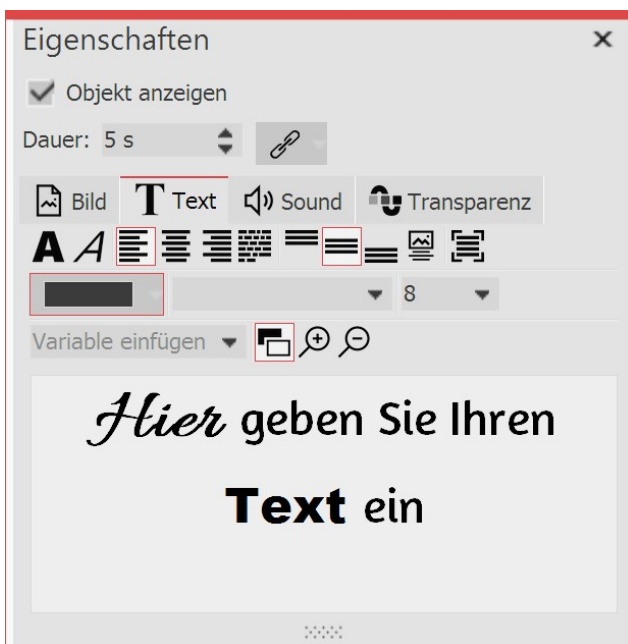 Eigenschaften
Objekt anzeigen
Dauer: 5 s
Bild T Text Sound Transparenz
A A
8
Variable einfügen
Hier geben Sie Ihren
Text ein